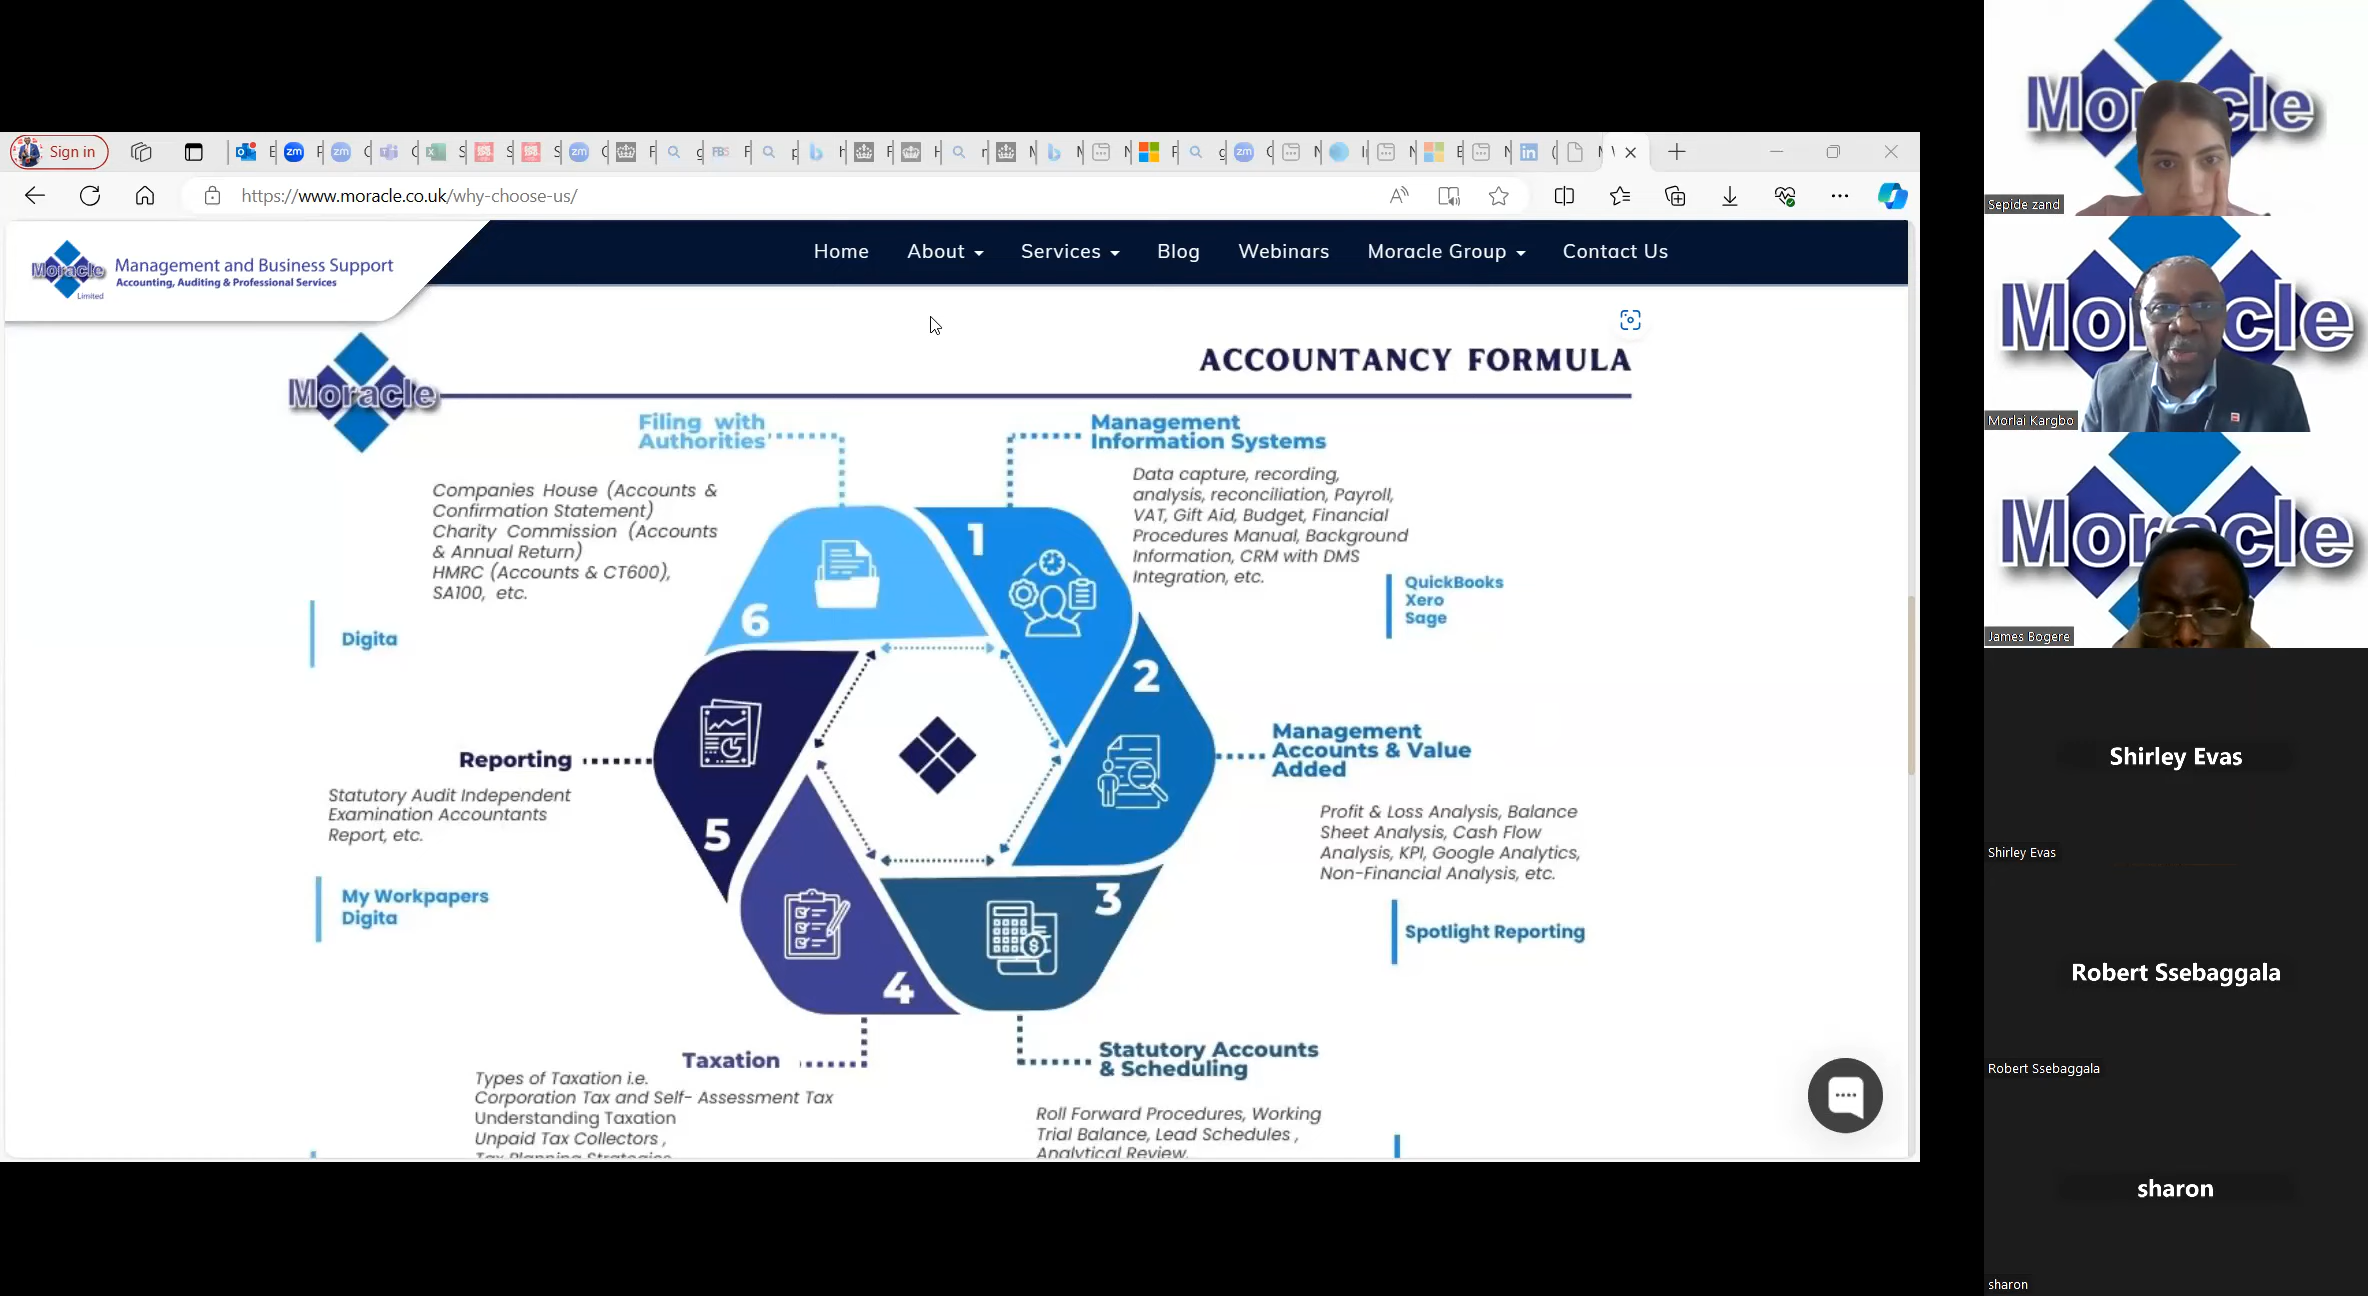 Sign in
https://www.moracle.co.uk/why-choose-us/
Moracle
Limited
Management and Business Support
Accounting, Auditing & Professional Services
Home
About
Services
Blog
Webinars
Moracle Group
Contact Us
Moracle
ACCOUNTANCY FORMULA
Filing with
Authorities
Companies House (Accounts &
Confirmation Statement)
Charity Commission (Accounts
& Annual Return)
HMRC (Accounts & CT600),
SA100, etc.
Digita
6
1
Management
Information Systems
Data capture, recording,
analysis, reconciliation, Payroll,
VAT, Gift Aid, Budget, Financial
Procedures Manual, Background
Information, CRM with DMS
Integration, etc.
QuickBooks
Xero
Sage
2
Management
Accounts & Value
Added
Profit & Loss Analysis, Balance
Sheet Analysis, Cash Flow
Analysis, KPI, Google Analytics,
Non-Financial Analysis, etc.
Spotlight Reporting
Reporting
Statutory Audit Independent
Examination Accountants
Report, etc.
My Workpapers
Digita
5
4
3
Taxation
Types of Taxation i.e.
Corporation Tax and Self- Assessment Tax
Understanding Taxation
Unpaid Tax Collectors ,
Tax Planning Strategies
Statutory Accounts
& Scheduling
Roll Forward Procedures, Working
Trial Balance, Lead Schedules ,
Analytical Review,
Sepide zand
Morlai Kargbo
James Bogere
Shirley Evas
Shirley Evas
Robert Ssebaggala
Robert Ssebaggala
sharon
sharon